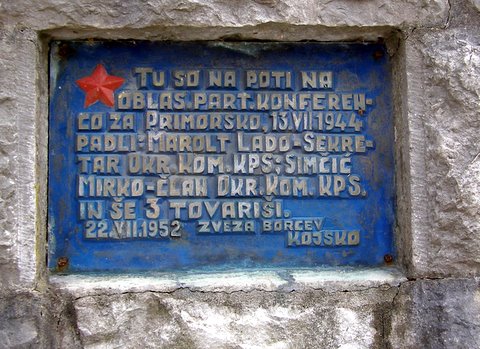 TU SO NA POTI NA
OBLAS. PART. KONFEREN-
CO ZA PRIMORSKO, 13.VII 1944
PADLI-MAROLT LADO-SEKRE-
TAR OKR. KOM. KPS; SIMČIČ
MIRKO-ČLAN OKR. KOM. KPS.
IN ŠE 3 TOVARIŠI.
22.VII.1952 ZVEZA BORCEV
KOJSKO